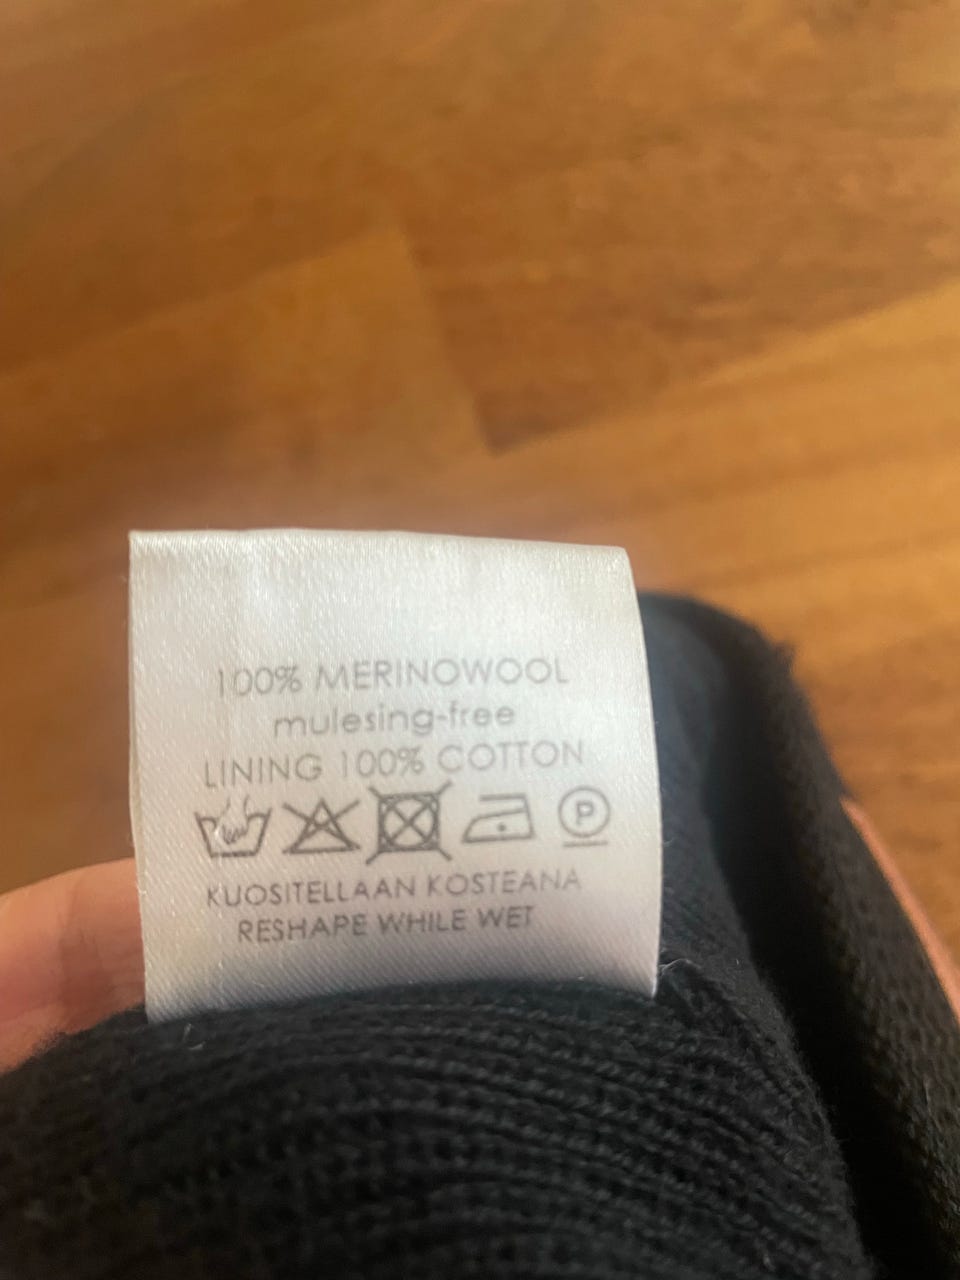 100% MERINOWOOL
mulesing-free
LINING 100% COTTON
P
KUOSITELLAAN KOSTEANA
RESHAPE WHILE WET